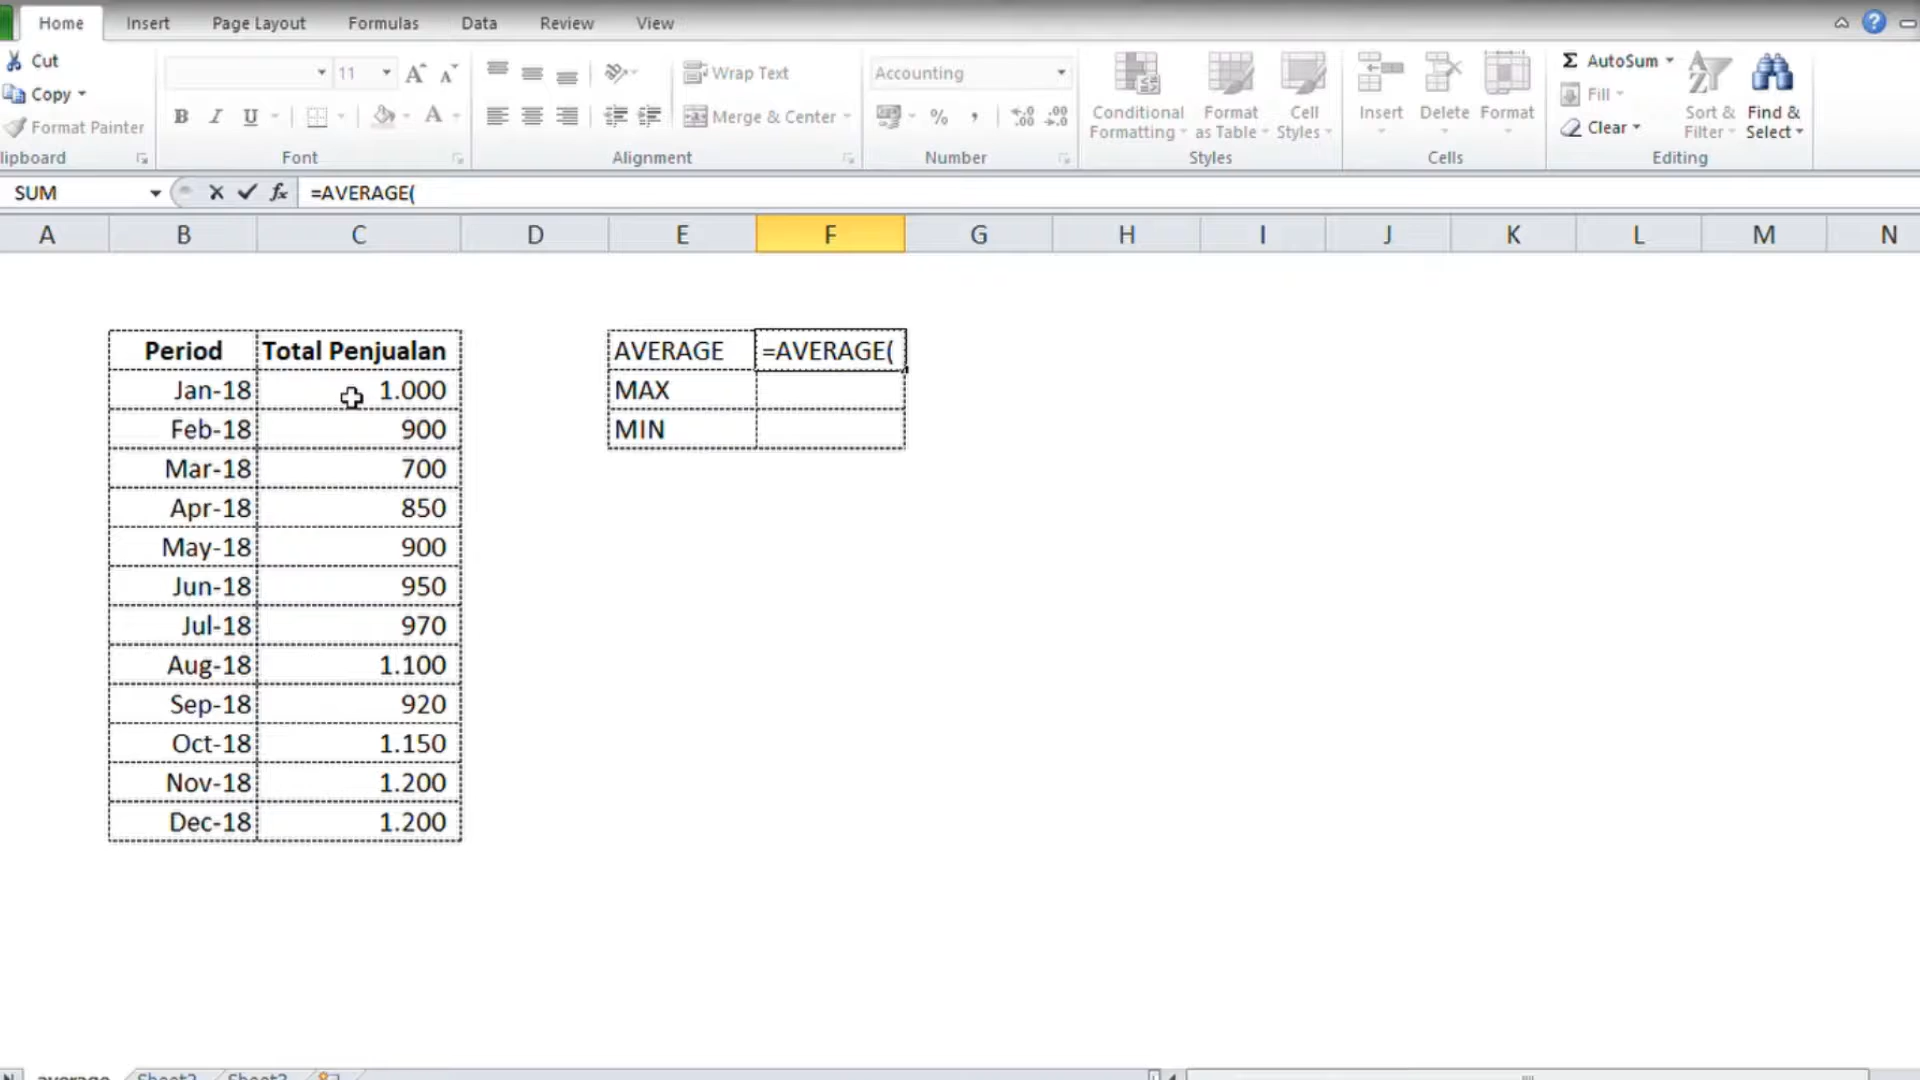 Home Insert Page Layout Formulas Data Review View
Cut
Copy
Format Painter
lipboard
11
B I U
Font
Wrap Text
Merge & Center
Alignment
Accounting
% ,
Number
Conditional Formatting
Format as Table
Cell Styles
Styles
Insert Delete Format
Cells
Σ AutoSum
Fill
Clear
Sort & Filter
Find & Select
Editing
SUM fx =AVERAGE(
A B C D E F G H I J K L M N
Period Total Penjualan
Jan-18 1.000
Feb-18 900
Mar-18 700
Apr-18 850
May-18 900
Jun-18 950
Jul-18 970
Aug-18 1.100
Sep-18 920
Oct-18 1.150
Nov-18 1.200
Dec-18 1.200
AVERAGE =AVERAGE(
MAX
MIN
average Sheet2 Sheet3